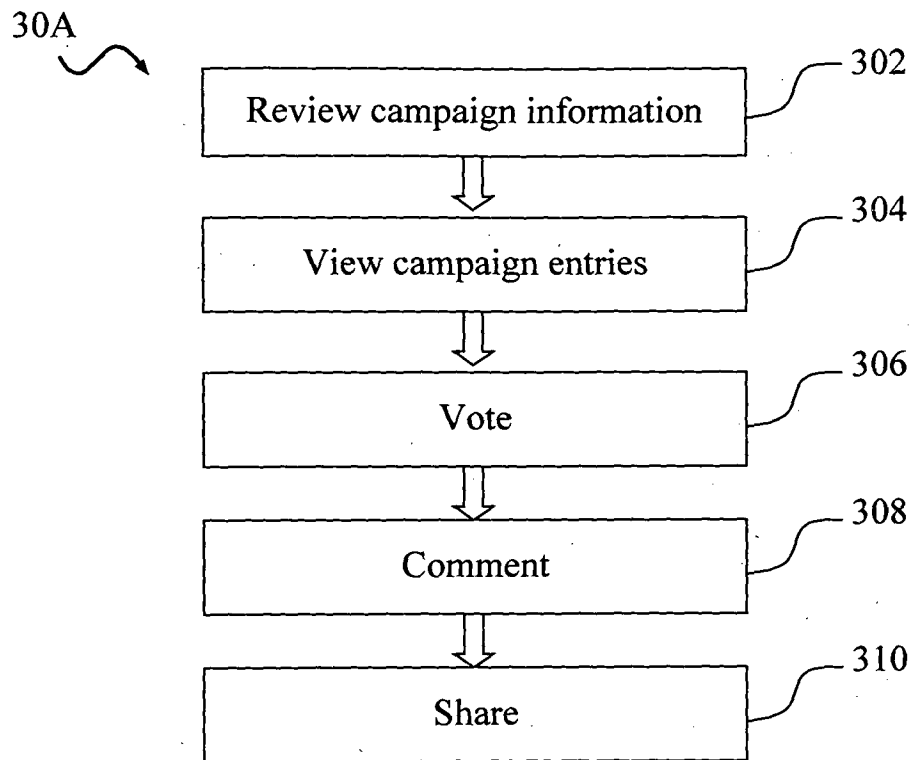 30A
302
Review campaign information
304
View campaign entries
306
Vote
308
Comment
310
Share